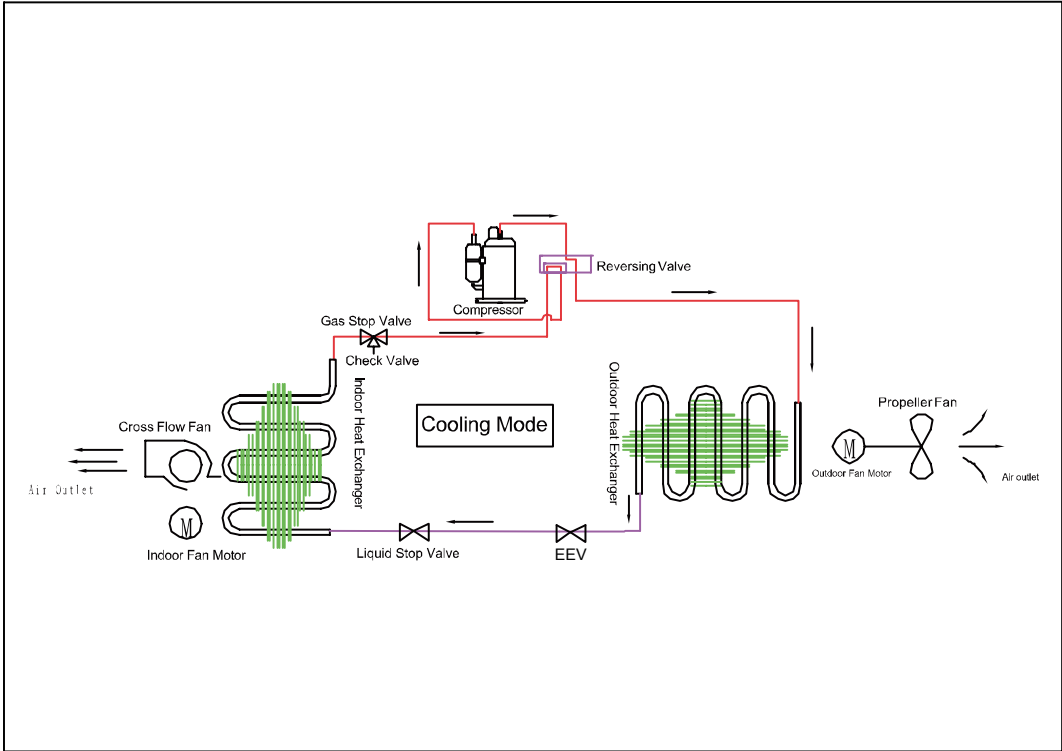 Reversing Valve
Compressor
Gas Stop Valve
Check Valve
Indoor Heat Exchanger
Outdoor Heat Exchanger
Cooling Mode
Cross Flow Fan
Air Outlet
M
Indoor Fan Motor
Liquid Stop Valve
EEV
Propeller Fan
M
Outdoor Fan Motor
Air outlet